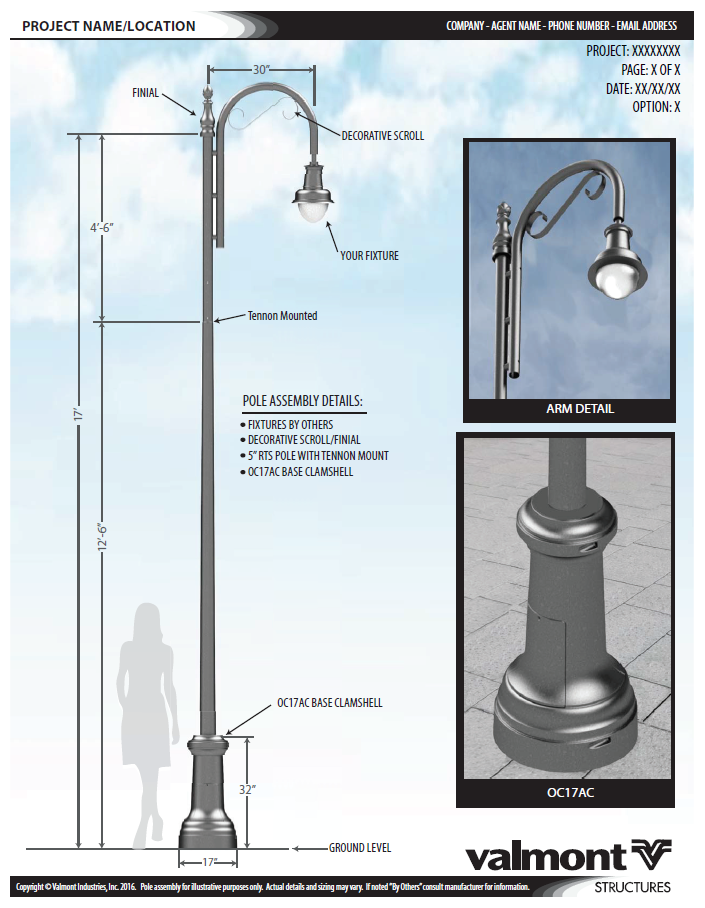 PROJECT NAME/LOCATION
COMPANY - AGENT NAME - PHONE NUMBER - EMAIL ADDRESS
PROJECT: XXXXXXXX
PAGE: X OF X
DATE: XX/XX/XX
OPTION: X
30"
FINIAL
DECORATIVE SCROLL
4'-6"
YOUR FIXTURE
Tennon Mounted
ARM DETAIL
POLE ASSEMBLY DETAILS:
• FIXTURES BY OTHERS
• DECORATIVE SCROLL/FINIAL
• 5" RTS POLE WITH TENNON MOUNT
• OC17AC BASE CLAMSHELL
17'
12'-6"
OC17AC BASE CLAMSHELL
32"
OC17AC
GROUND LEVEL
17"
valmont
STRUCTURES
Copyright © Valmont Industries, Inc. 2016. Pole assembly for illustrative purposes only. Actual details and sizing may vary. If noted "By Others" consult manufacturer for information.